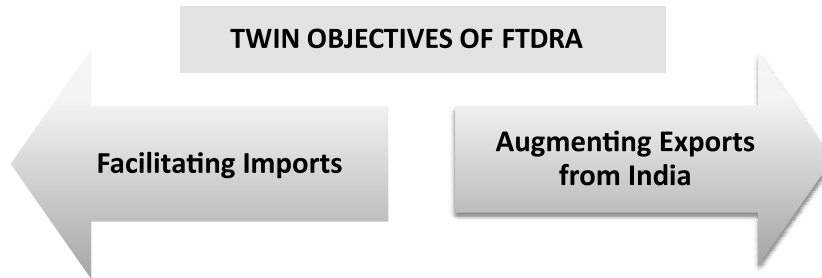 TWIN OBJECTIVES OF FTDRA
Facilitating Imports
Augmenting Exports
from India